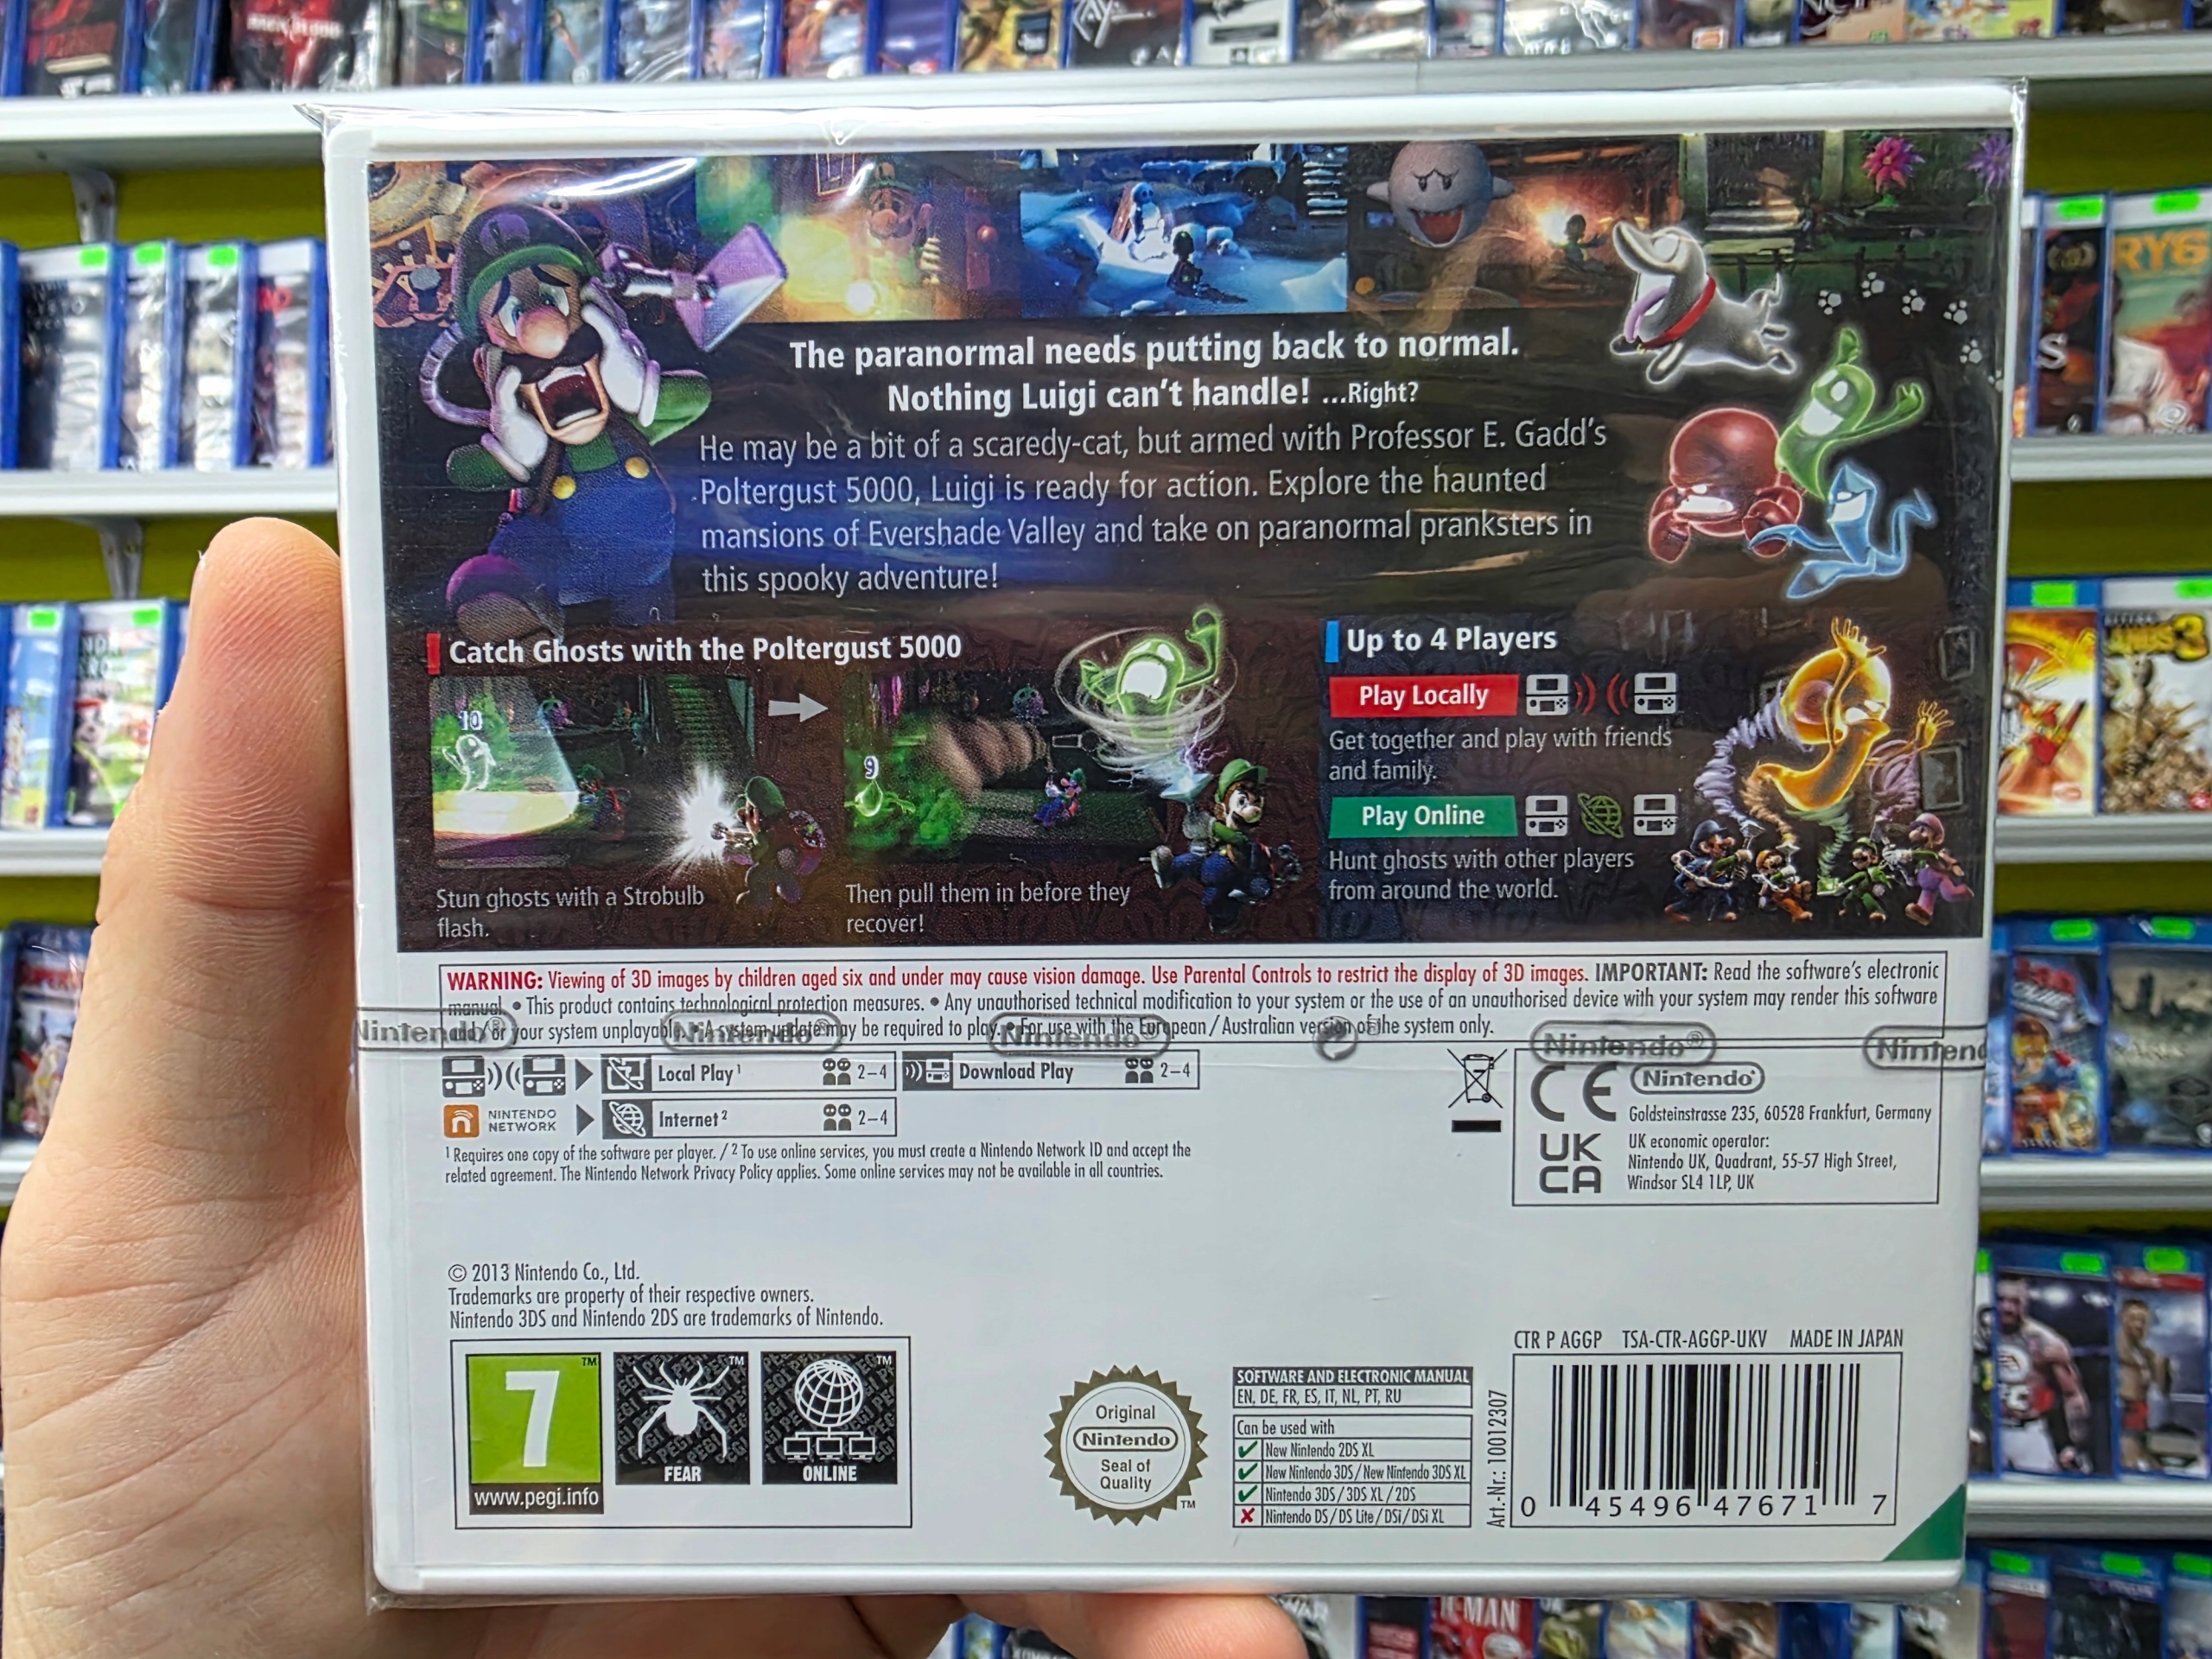 The paranormal needs putting back to normal.
Nothing Luigi can't handle! ...Right?
He may be a bit of a scaredy-cat, but armed with Professor E. Gadd's
Poltergust 5000, Luigi is ready for action. Explore the haunted
mansions of Evershade Valley and take on paranormal pranksters in
this spooky adventure!
Catch Ghosts with the Poltergust 5000
10
9
Stun ghosts with a Strobulb
flash.
Then pull them in before they
recover!
Up to 4 Players
Play Locally
Get together and play with friends
and family.
Play Online
Hunt ghosts with other players
from around the world.
WARNING: Viewing of 3D images by children aged six and under may cause vision damage. Use Parental Controls to restrict the display of 3D images. IMPORTANT: Read the software's electronic
manual. • This product contains technological protection measures. • Any unauthorised technical modification to your system or the use of an unauthorised device with your system may render this software
and/or your system unplayable. • A system update may be required to play. • For use with the European / Australian version of the system only.
Nintendo® Nintendo® Nintendo® Nintendo® Ninten
Local Play¹ 2–4 Download Play 2–4
NINTENDO NETWORK Internet² 2–4
¹ Requires one copy of the software per player. / ² To use online services, you must create a Nintendo Network ID and accept the
related agreement. The Nintendo Network Privacy Policy applies. Some online services may not be available in all countries.
CE
Nintendo
Goldsteinstrasse 235, 60528 Frankfurt, Germany
UK
CA
UK economic operator:
Nintendo UK, Quadrant, 55-57 High Street,
Windsor SL4 1LP, UK
© 2013 Nintendo Co., Ltd.
Trademarks are property of their respective owners.
Nintendo 3DS and Nintendo 2DS are trademarks of Nintendo.
7™
www.pegi.info
™
FEAR
™
ONLINE
Original
Nintendo
Seal of
Quality
™
SOFTWARE AND ELECTRONIC MANUAL
EN, DE, FR, ES, IT, NL, PT, RU
Can be used with
New Nintendo 2DS XL
New Nintendo 3DS / New Nintendo 3DS XL
Nintendo 3DS / 3DS XL / 2DS
Nintendo DS / DS Lite / DSi / DSi XL
CTR P AGGP TSA-CTR-AGGP-UKV MADE IN JAPAN
Art.-Nr.: 10012307
0 45496 47671 7